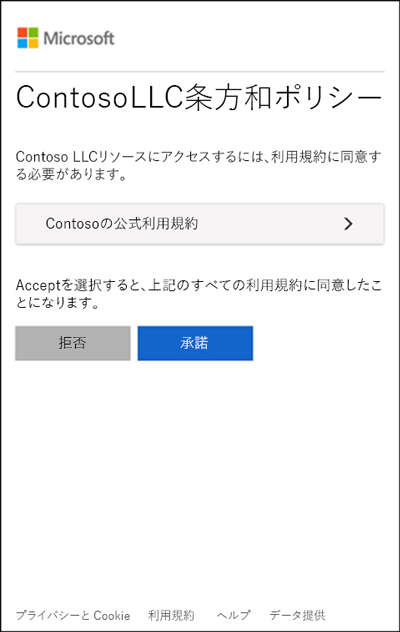 Microsoft
ContosoLLC条方和ポリシー
Contoso LLCリソースにアクセスするには、利用規約に同意す
る必要があります。
Contosoの公式利用規約
Acceptを選択すると、上記のすべての利用規約に同意したこ
とになります。
拒否 承諾
プライバシーと Cookie 利用規約 ヘルプ データ提供